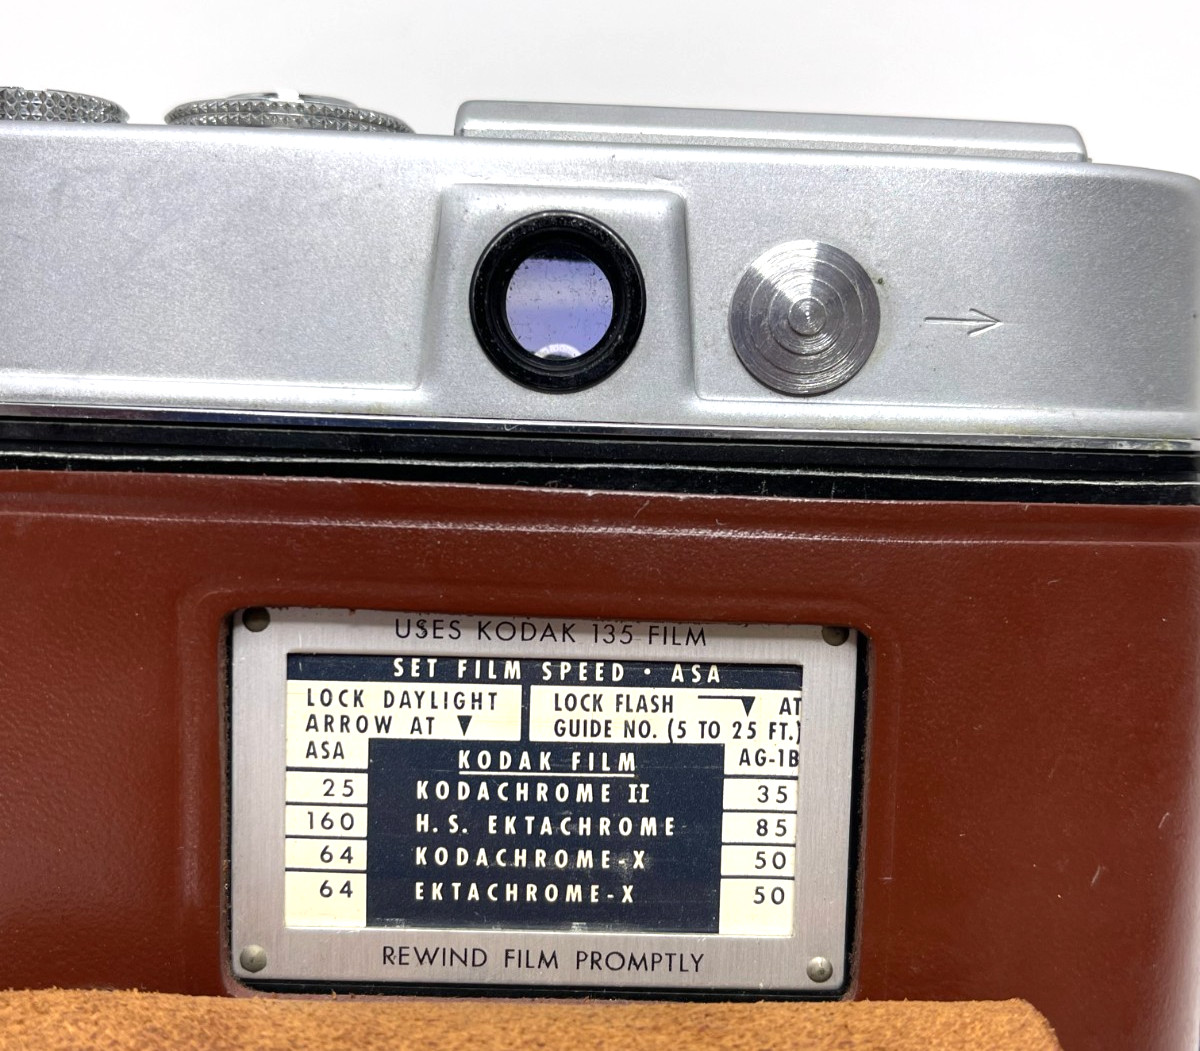 USES KODAK 135 FILM
SET FILM SPEED · ASA
LOCK DAYLIGHT
ARROW AT ▼
LOCK FLASH ▼ AT
GUIDE NO. (5 TO 25 FT.)
ASA KODAK FILM AG-1B
25 KODACHROME II 35
160 H.S. EKTACHROME 85
64 KODACHROME-X 50
64 EKTACHROME-X 50
REWIND FILM PROMPTLY